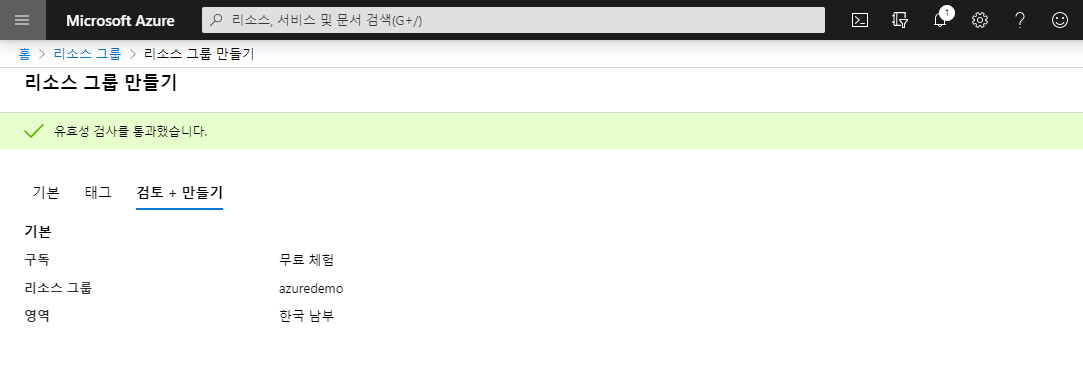 Microsoft Azure
리소스, 서비스 및 문서 검색(G+/)
1
홈 > 리소스 그룹 > 리소스 그룹 만들기
리소스 그룹 만들기
유효성 검사를 통과했습니다.
기본 태그 검토 + 만들기
기본
구독 무료 체험
리소스 그룹 azuredemo
영역 한국 남부